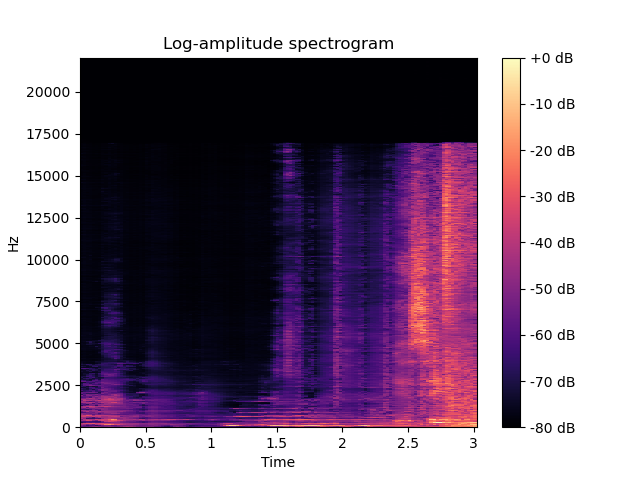 Log-amplitude spectrogram
Hz
20000
17500
15000
12500
10000
7500
5000
2500
0
0 0.5 1 1.5 2 2.5 3
Time
+0 dB
-10 dB
-20 dB
-30 dB
-40 dB
-50 dB
-60 dB
-70 dB
-80 dB